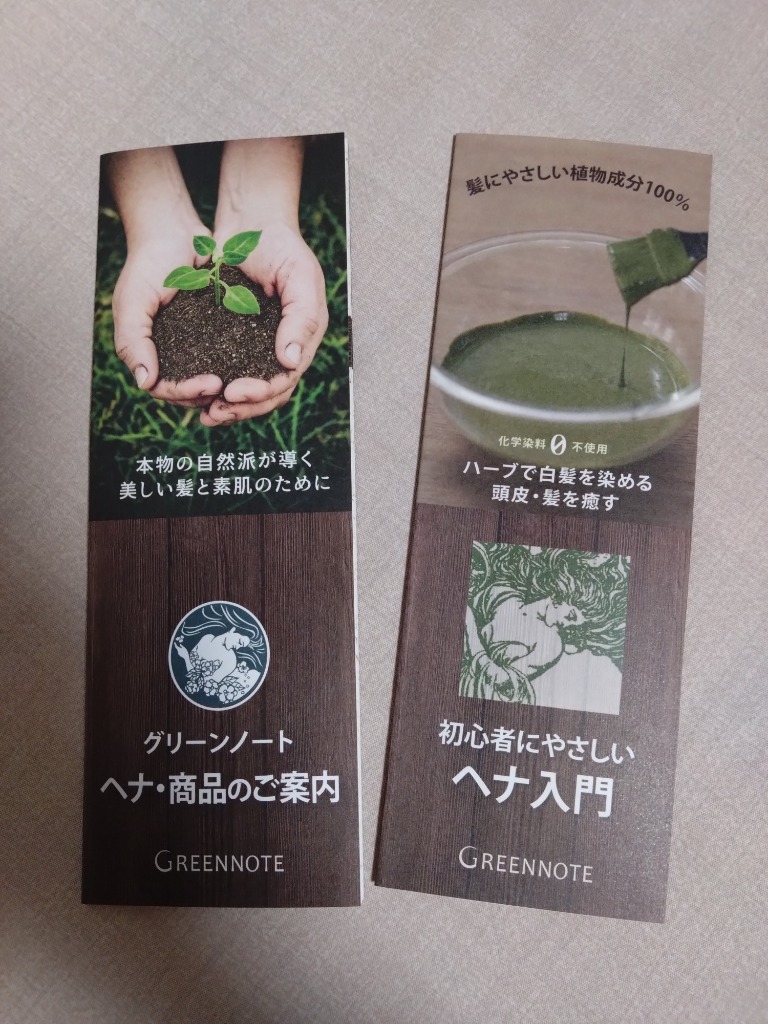 本物の自然派が導く
美しい髪と素肌のために
グリーンノート
ヘナ・商品のご案内
GREENNOTE
髪にやさしい植物成分100%
化学染料0不使用
ハーブで白髪を染める
頭皮・髪を癒す
初心者にやさしい
ヘナ入門
GREENNOTE